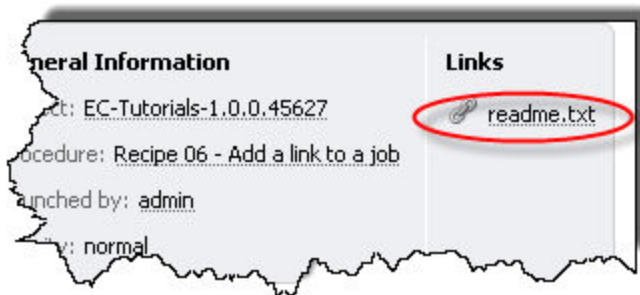 neral Information
Links
ct: EC-Tutorials-1.0.0.45627
readme.txt
ocedure: Recipe 06 - Add a link to a job
unched by: admin
normal